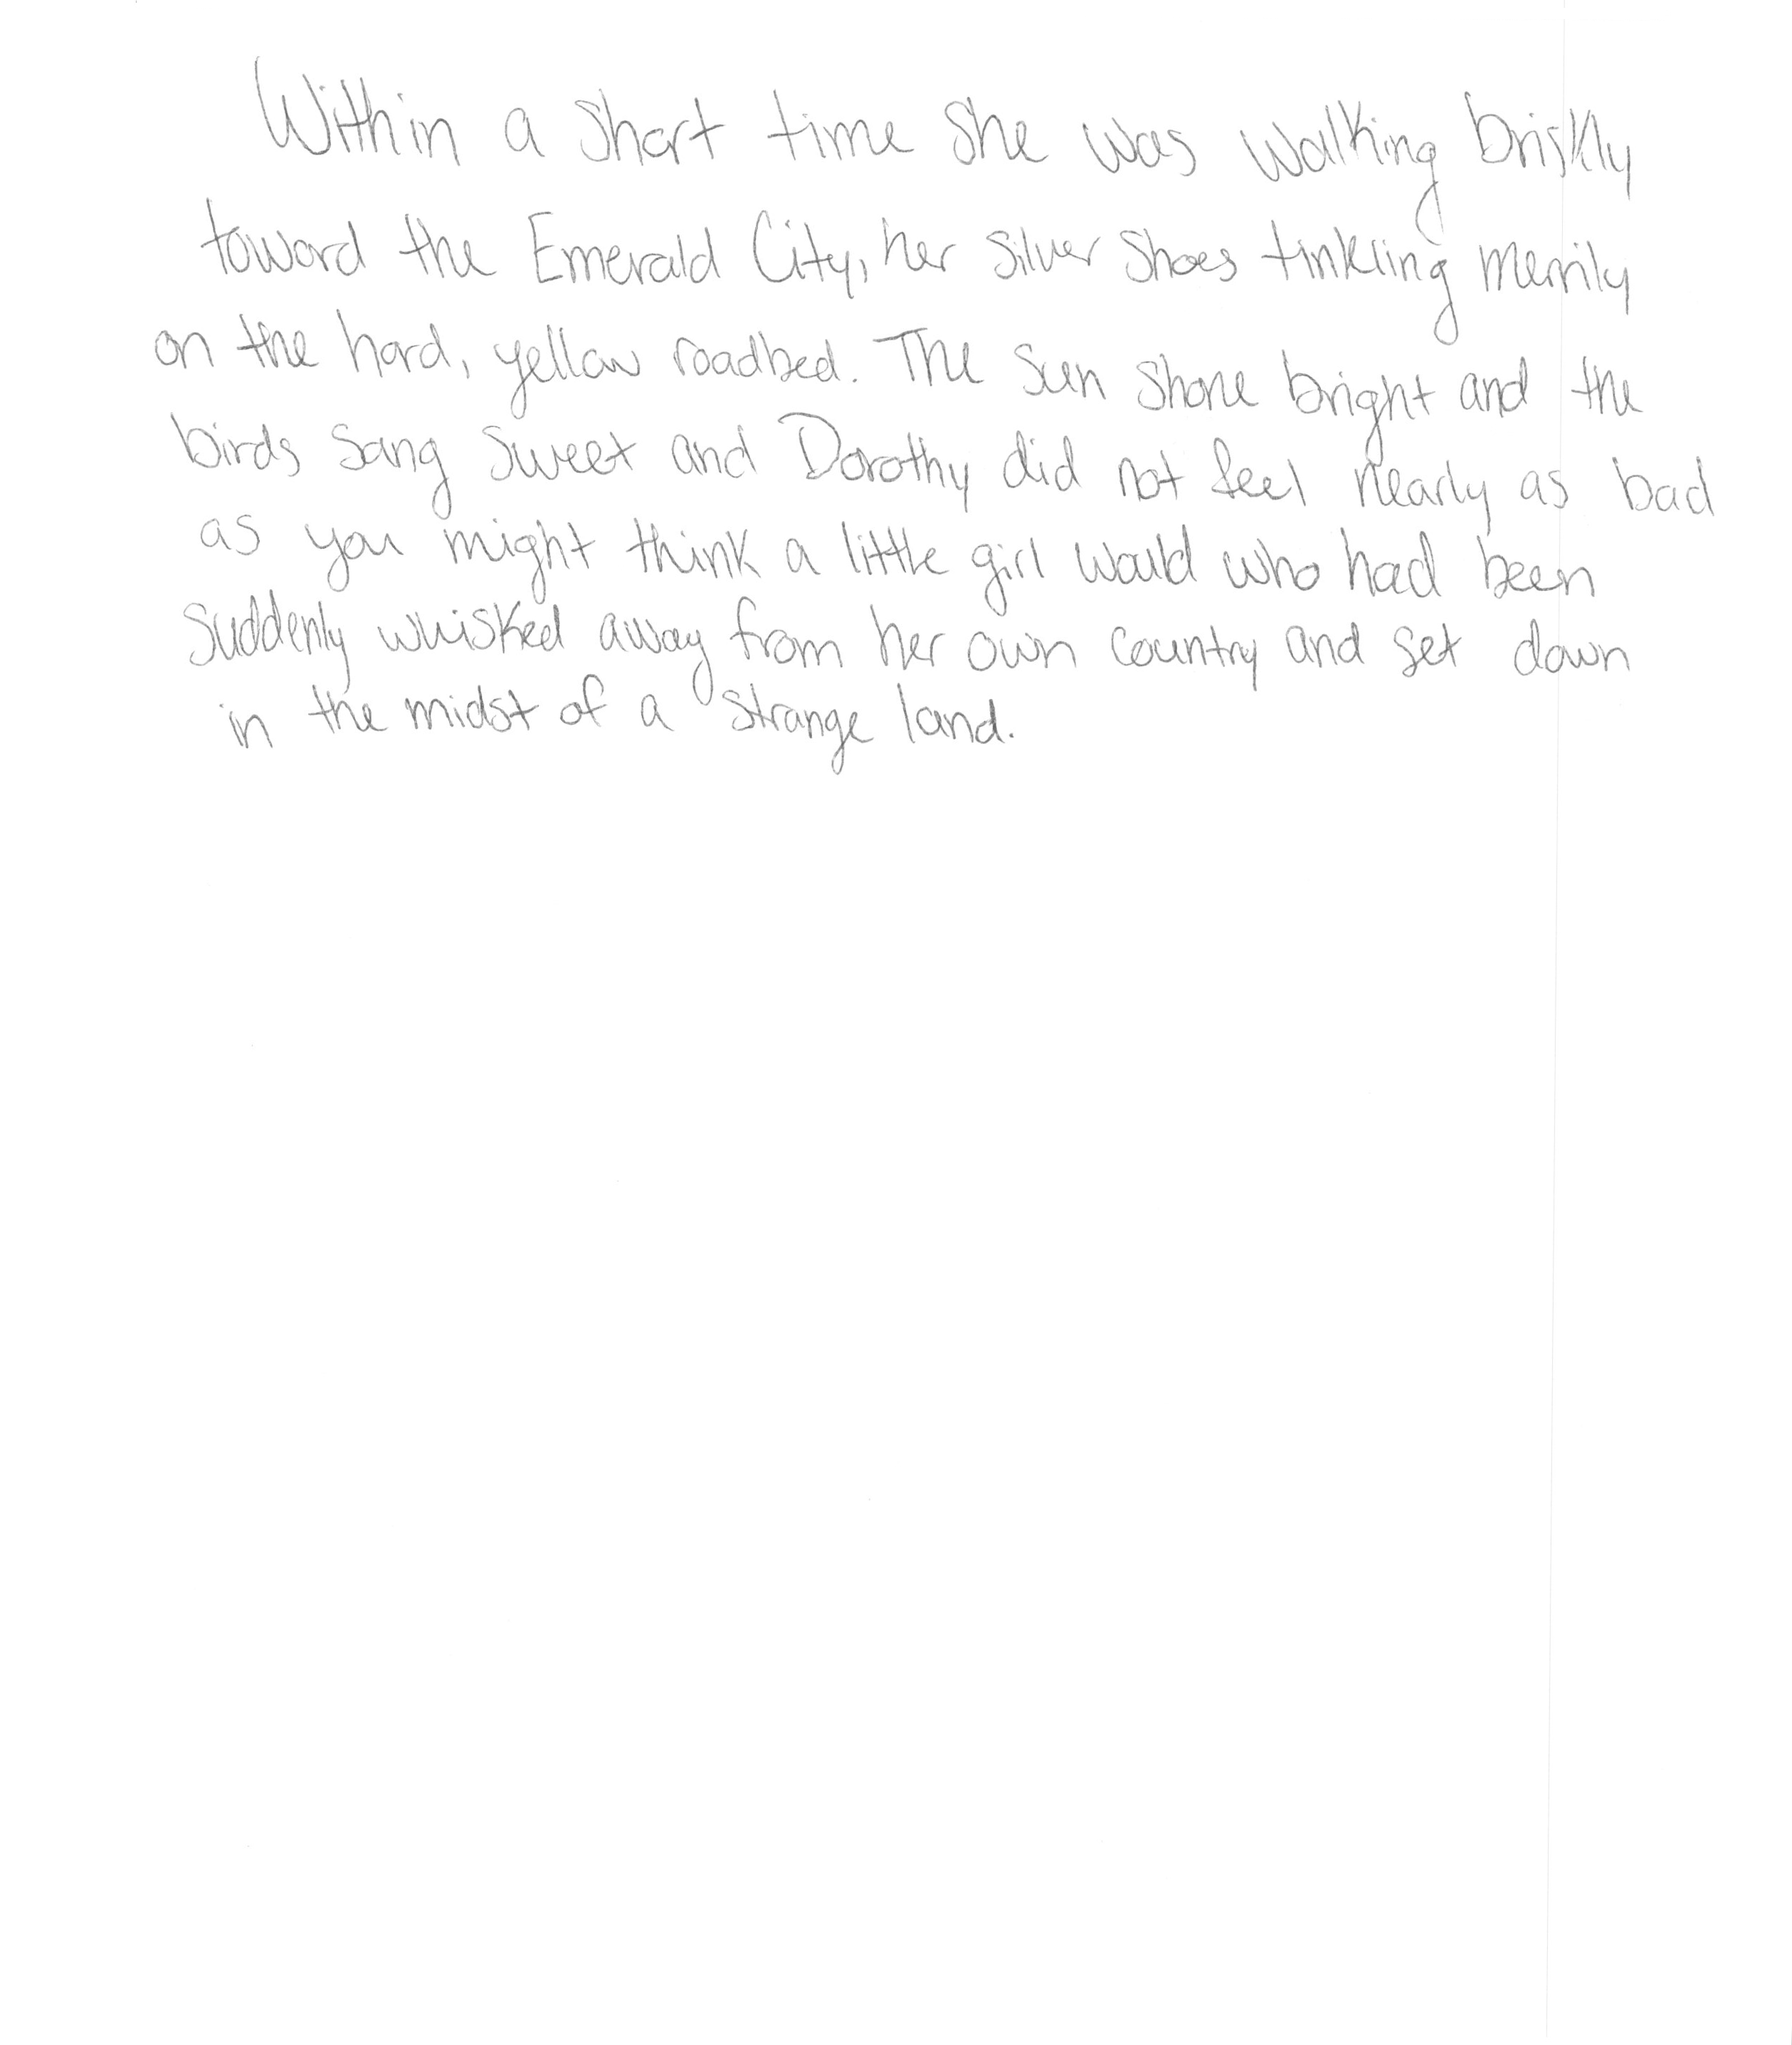 Within a short time she was walking briskly
toward the Emerald City, her silver shoes tinkling merrily
on the hard, yellow roadbed. The sun shone bright and the
birds sang sweet and Dorothy did not feel nearly as bad
as you might think a little girl would who had been
suddenly whisked away from her own country and set down
in the midst of a strange land.